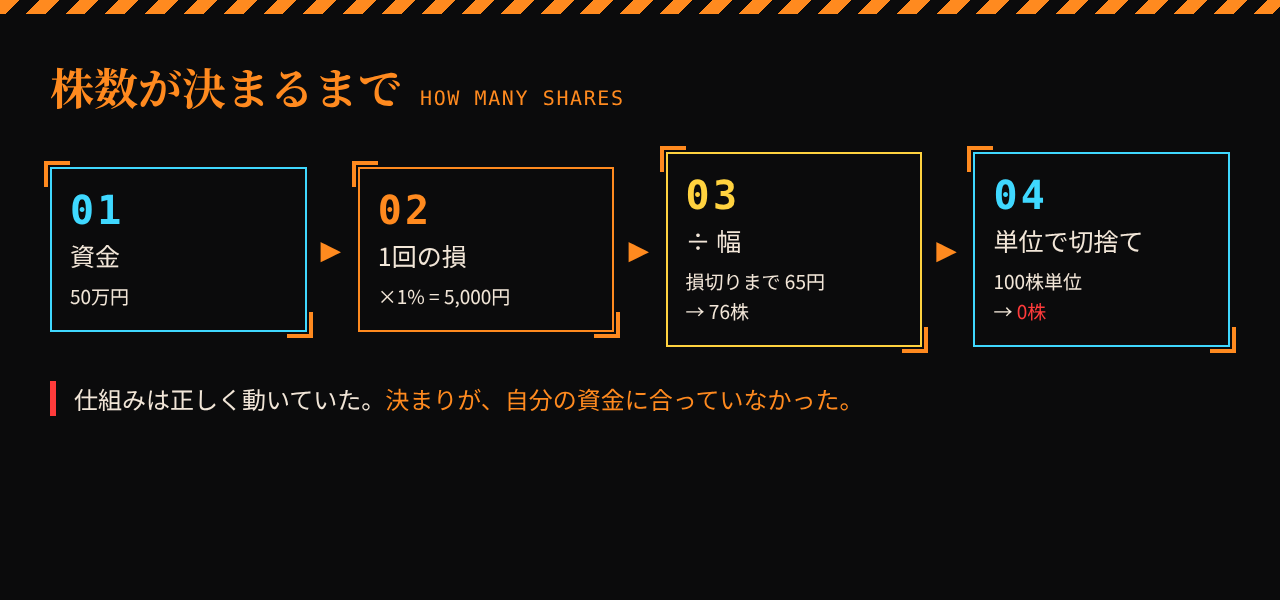 株数が決まるまで HOW MANY SHARES
01
資金
50万円
▶
02
1回の損
×1% = 5,000円
▶
03
÷ 幅
損切りまで 65円
→ 76株
▶
04
単位で切捨て
100株単位
→ 0株
仕組みは正しく動いていた。決まりが、自分の資金に合っていなかった。